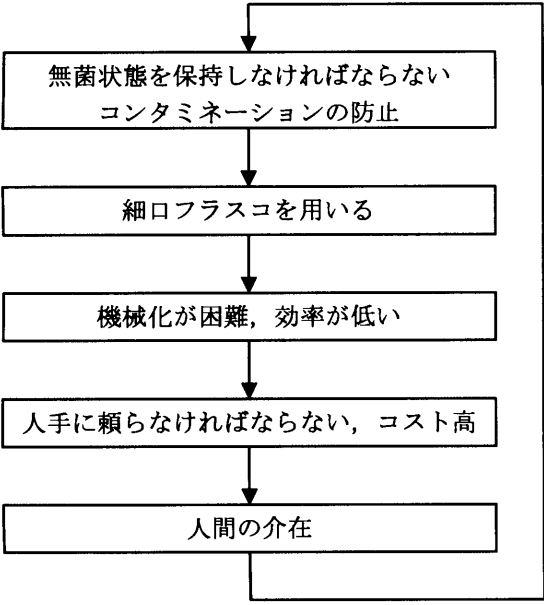 無菌状態を保持しなければならない
コンタミネーションの防止
細口フラスコを用いる
機械化が困難，効率が低い
人手に頼らなければならない，コスト高
人間の介在